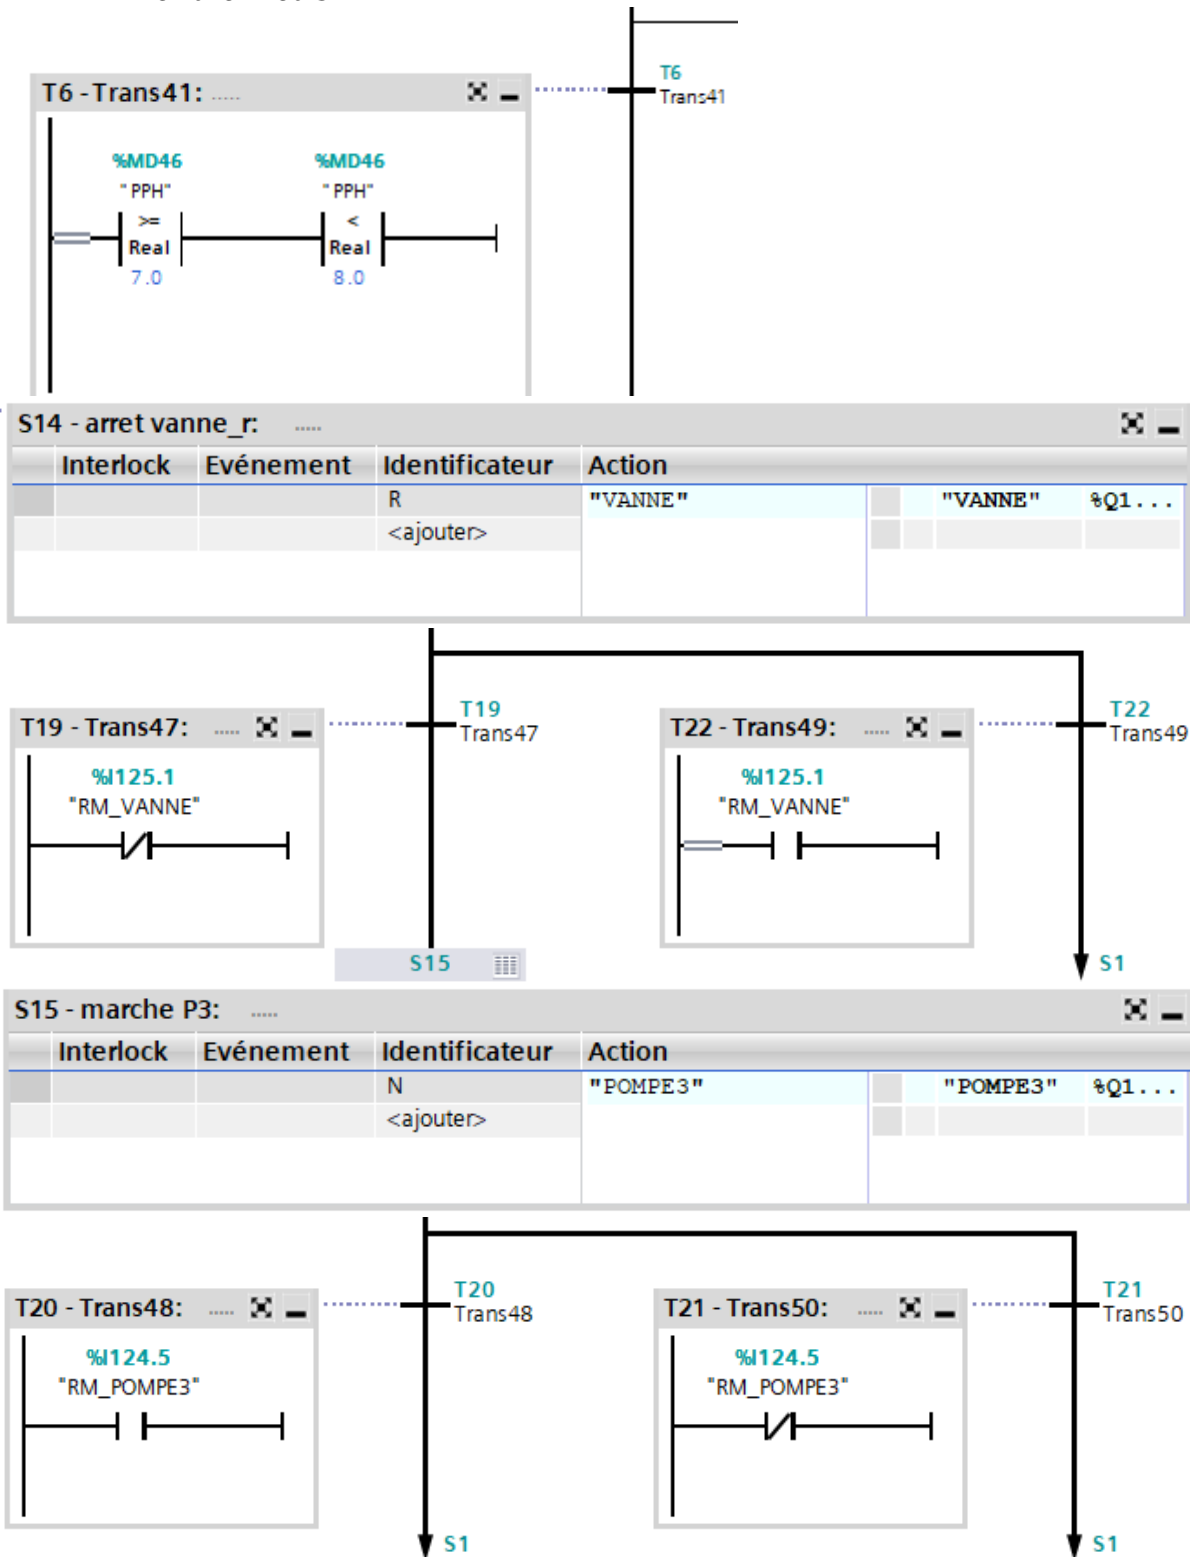 T6 - Trans41: .....
T6
Trans41
%MD46 %MD46
"PPH" "PPH"
>= <
Real Real
7.0 8.0
S14 - arret vanne_r: .....
Interlock Evénement Identificateur Action
R "VANNE" "VANNE" %Q1...
<ajouter>
T19 - Trans47: .....
T19
Trans47
%I125.1
"RM_VANNE"
T22 - Trans49: .....
T22
Trans49
%I125.1
"RM_VANNE"
S15
S1
S15 - marche P3: .....
Interlock Evénement Identificateur Action
N "POMPE3" "POMPE3" %Q1...
<ajouter>
T20 - Trans48: .....
T20
Trans48
%I124.5
"RM_POMPE3"
T21 - Trans50: .....
T21
Trans50
%I124.5
"RM_POMPE3"
S1
S1